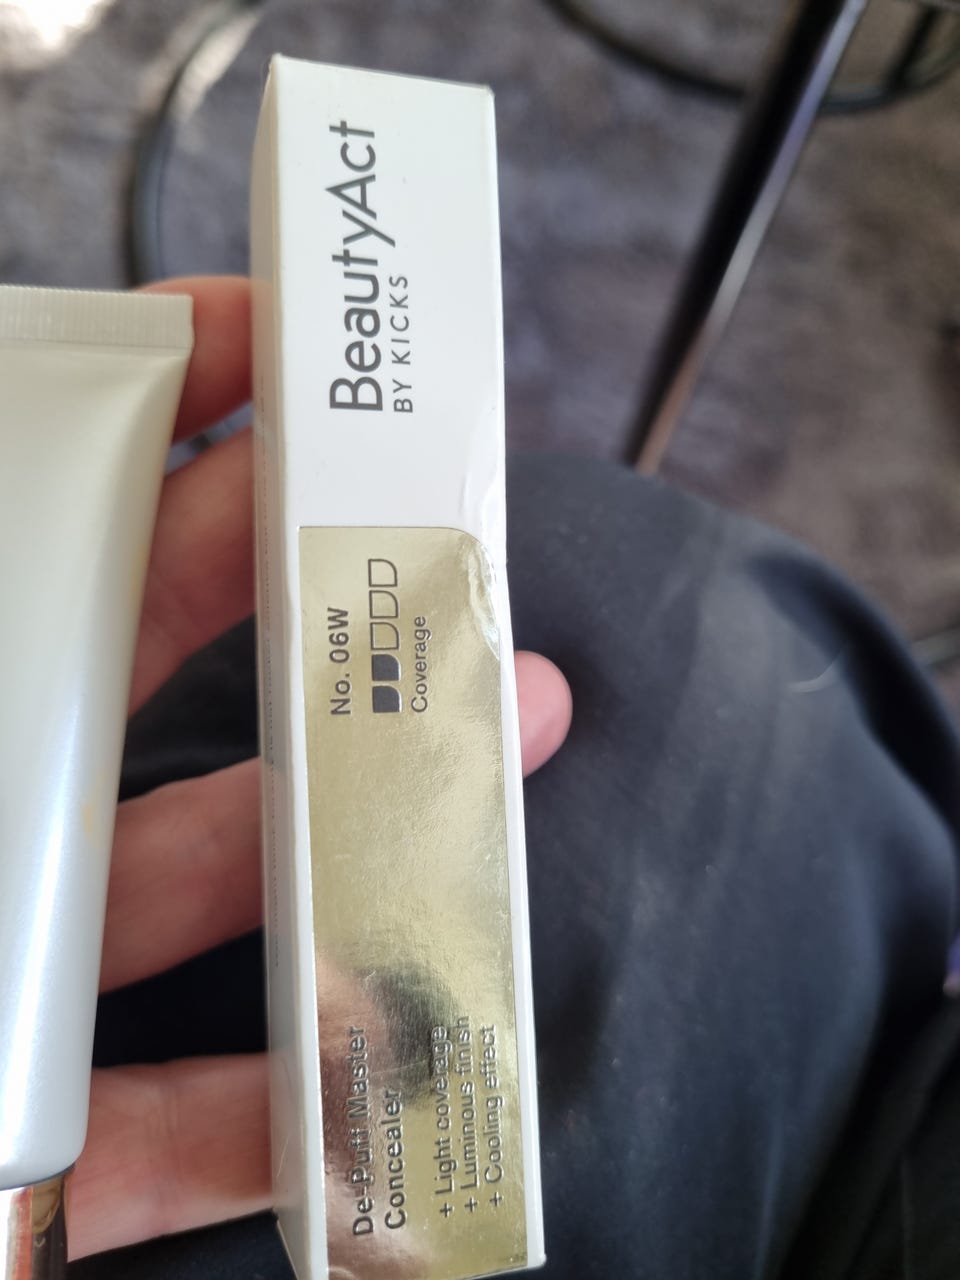 BeautyAct
BY KICKS
No. 06W
Coverage
De-Puff Master
Concealer
+ Light coverage
+ Luminous finish
+ Cooling effect